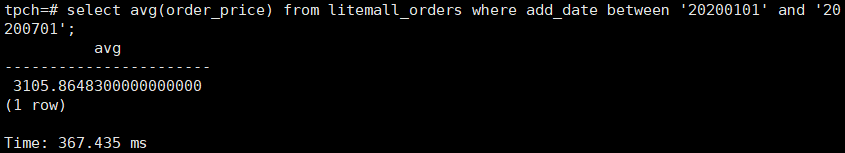 tpch=# select avg(order_price) from litemall_orders where add_date between '20200101' and '20
200701';
avg
-----------------------
3105.8648300000000000
(1 row)
Time: 367.435 ms